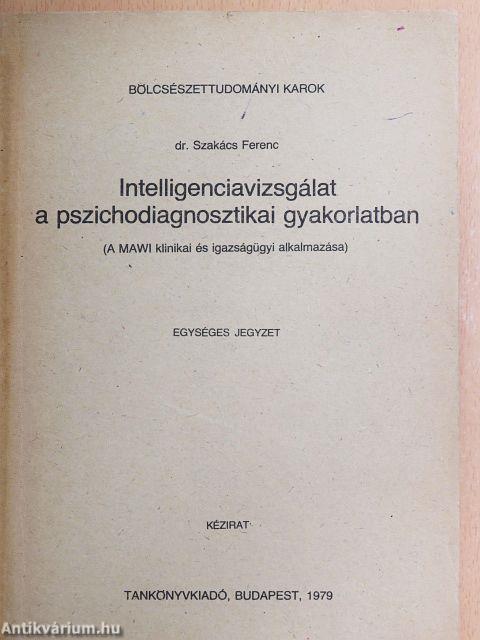 BÖLCSÉSZETTUDOMÁNYI KAROK
dr. Szakács Ferenc
Intelligenciavizsgálat
a pszichodiagnosztikai gyakorlatban
(A MAWI klinikai és igazságügyi alkalmazása)
EGYSÉGES JEGYZET
KÉZIRAT
TANKÖNYVKIADÓ, BUDAPEST, 1979
Antikvárium.hu